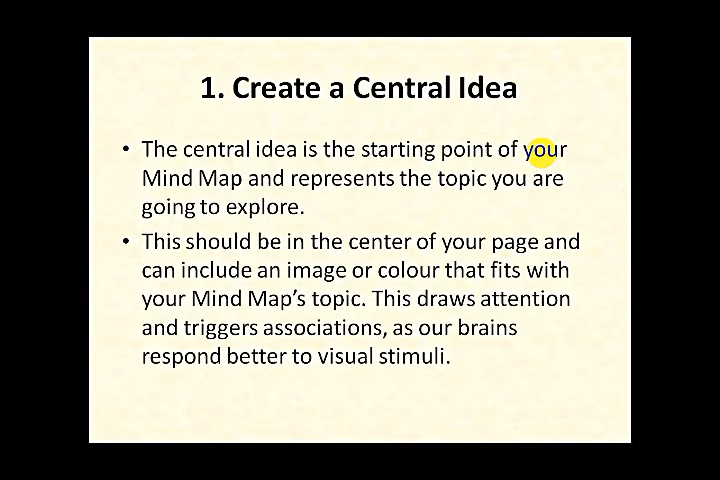 1. Create a Central Idea
• The central idea is the starting point of your
Mind Map and represents the topic you are
going to explore.
• This should be in the center of your page and
can include an image or colour that fits with
your Mind Map’s topic. This draws attention
and triggers associations, as our brains
respond better to visual stimuli.